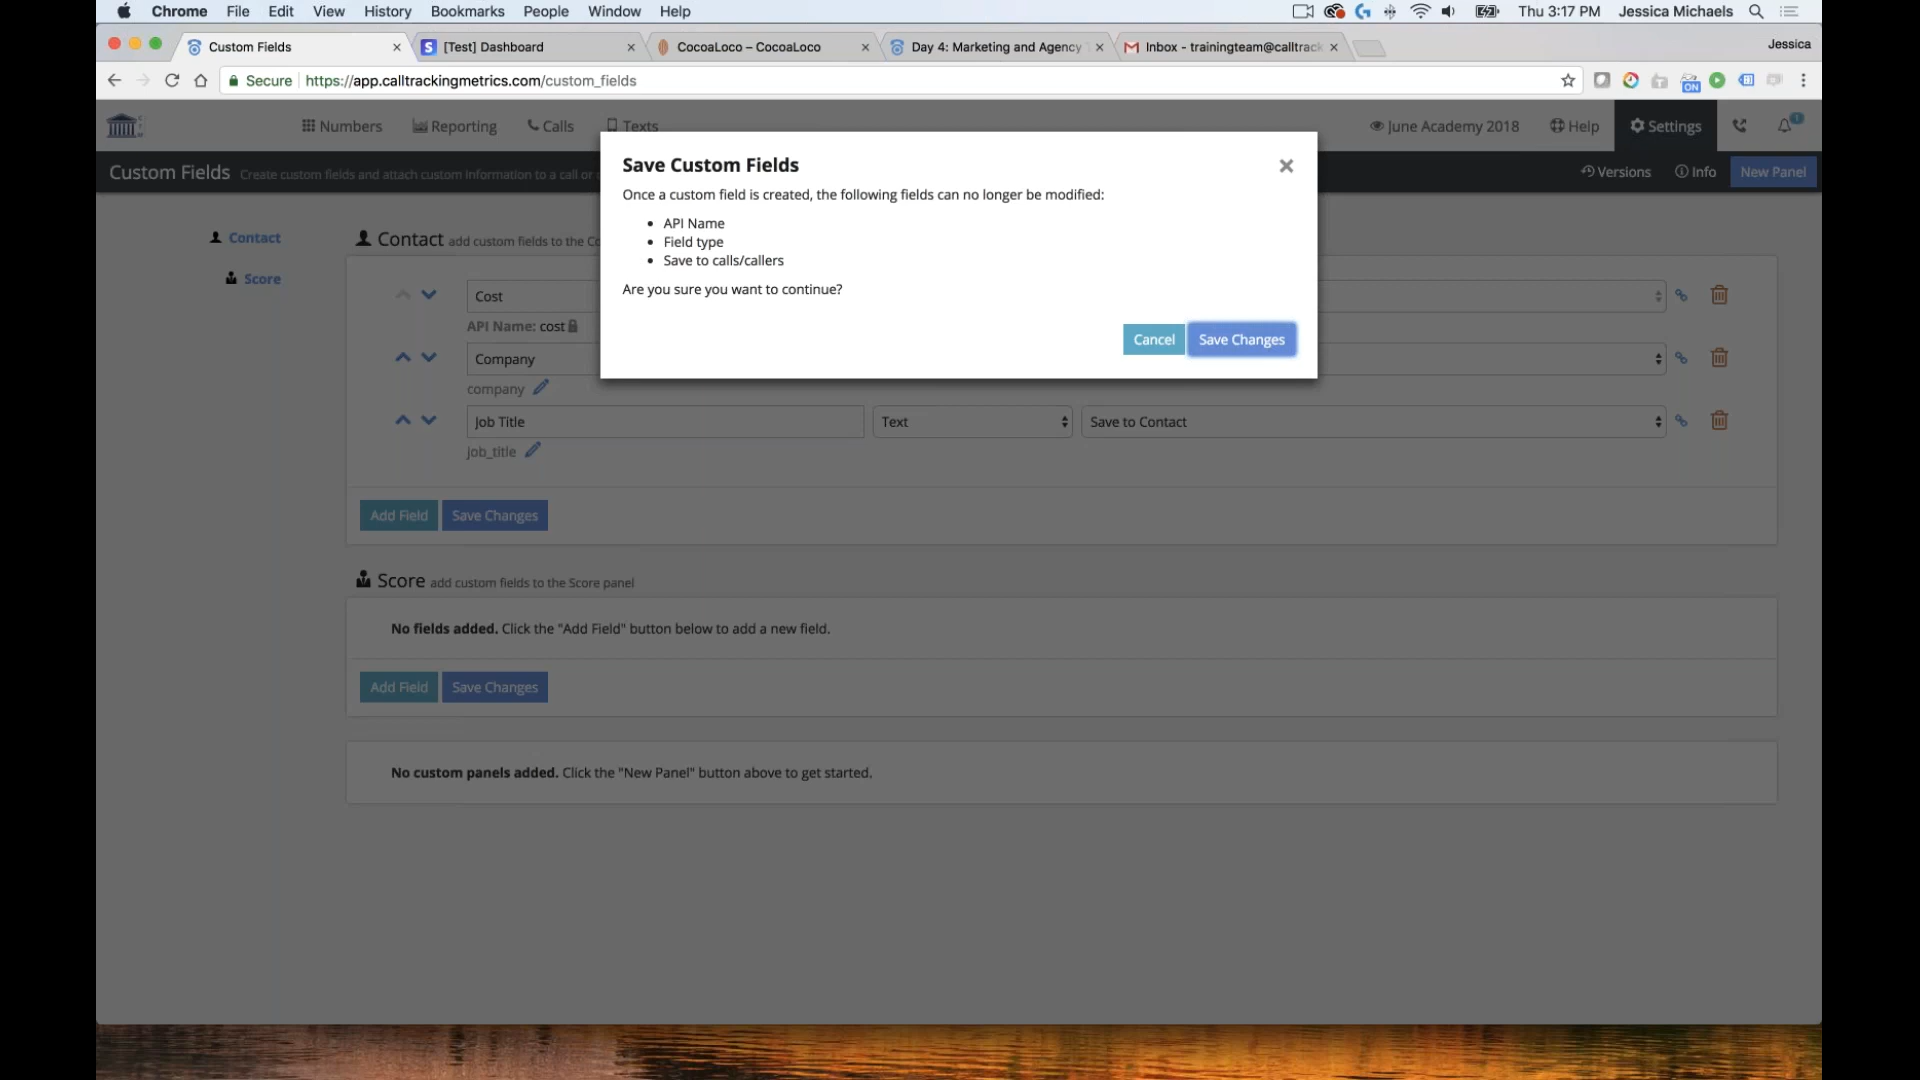 Chrome File Edit View History Bookmarks People Window Help Thu 3:17 PM Jessica Michaels
Custom Fields [Test] Dashboard CocoaLoco – CocoaLoco Day 4: Marketing and Agency Inbox - trainingteam@calltrack Jessica
Secure https://app.calltrackingmetrics.com/custom_fields ON
Numbers Reporting Calls Texts June Academy 2018 Help Settings 1
Custom Fields Create custom fields and attach custom information to a call or Versions Info New Panel
Save Custom Fields
Once a custom field is created, the following fields can no longer be modified:
API Name
Field type
Save to calls/callers
Are you sure you want to continue?
Cancel Save Changes
Contact
Score
Contact add custom fields to the Co
Cost
API Name: cost
Company
company
Job Title Text Save to Contact
job_title
Add Field Save Changes
Score add custom fields to the Score panel
No fields added. Click the "Add Field" button below to add a new field.
Add Field Save Changes
No custom panels added. Click the "New Panel" button above to get started.